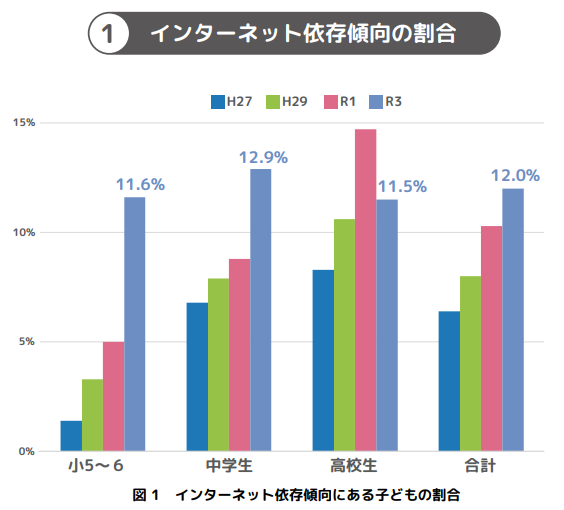 1 インターネット依存傾向の割合
H27 H29 R1 R3
15%
12.9%
11.6% 11.5% 12.0%
10%
5%
0%
小5〜6 中学生 高校生 合計
図1 インターネット依存傾向にある子どもの割合